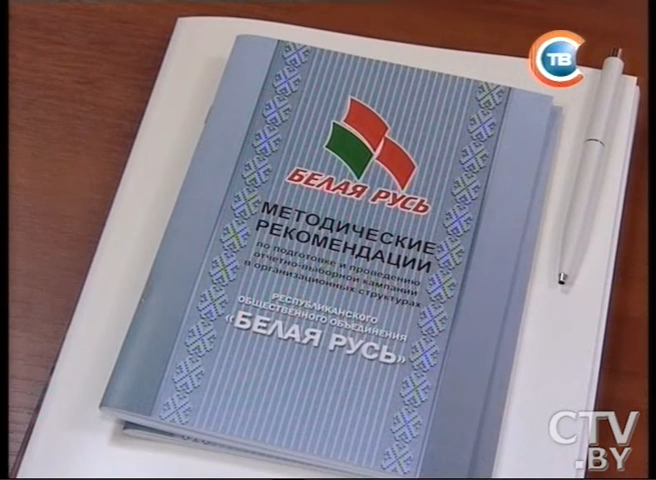 СТВ
БЕЛАЯ РУСЬ
МЕТОДИЧЕСКИЕ
РЕКОМЕНДАЦИИ
по подготовке и проведению
отчетно-выборной кампании
в организационных структурах
РЕСПУБЛИКАНСКОГО
ОБЩЕСТВЕННОГО ОБЪЕДИНЕНИЯ
«БЕЛАЯ РУСЬ»
CTV
.BY